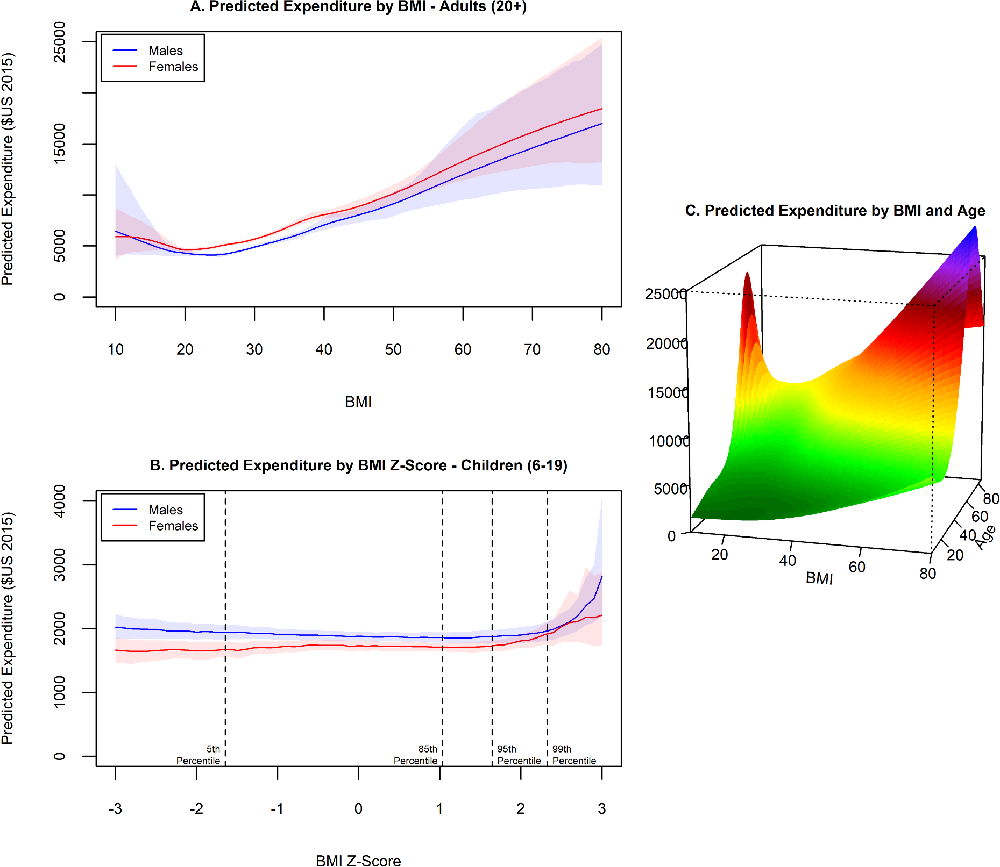 A. Predicted Expenditure by BMI - Adults (20+)
Predicted Expenditure ($US 2015)
25000
15000
5000
0
Males
Females
10 20 30 40 50 60 70 80
BMI
B. Predicted Expenditure by BMI Z-Score - Children (6-19)
Predicted Expenditure ($US 2015)
4000
3000
2000
1000
0
Males
Females
5th
Percentile
85th
Percentile
95th
Percentile
99th
Percentile
-3 -2 -1 0 1 2 3
BMI Z-Score
C. Predicted Expenditure by BMI and Age
25000
20000
15000
10000
5000
0
20 40 60 80
BMI
20 40 60 80
Age